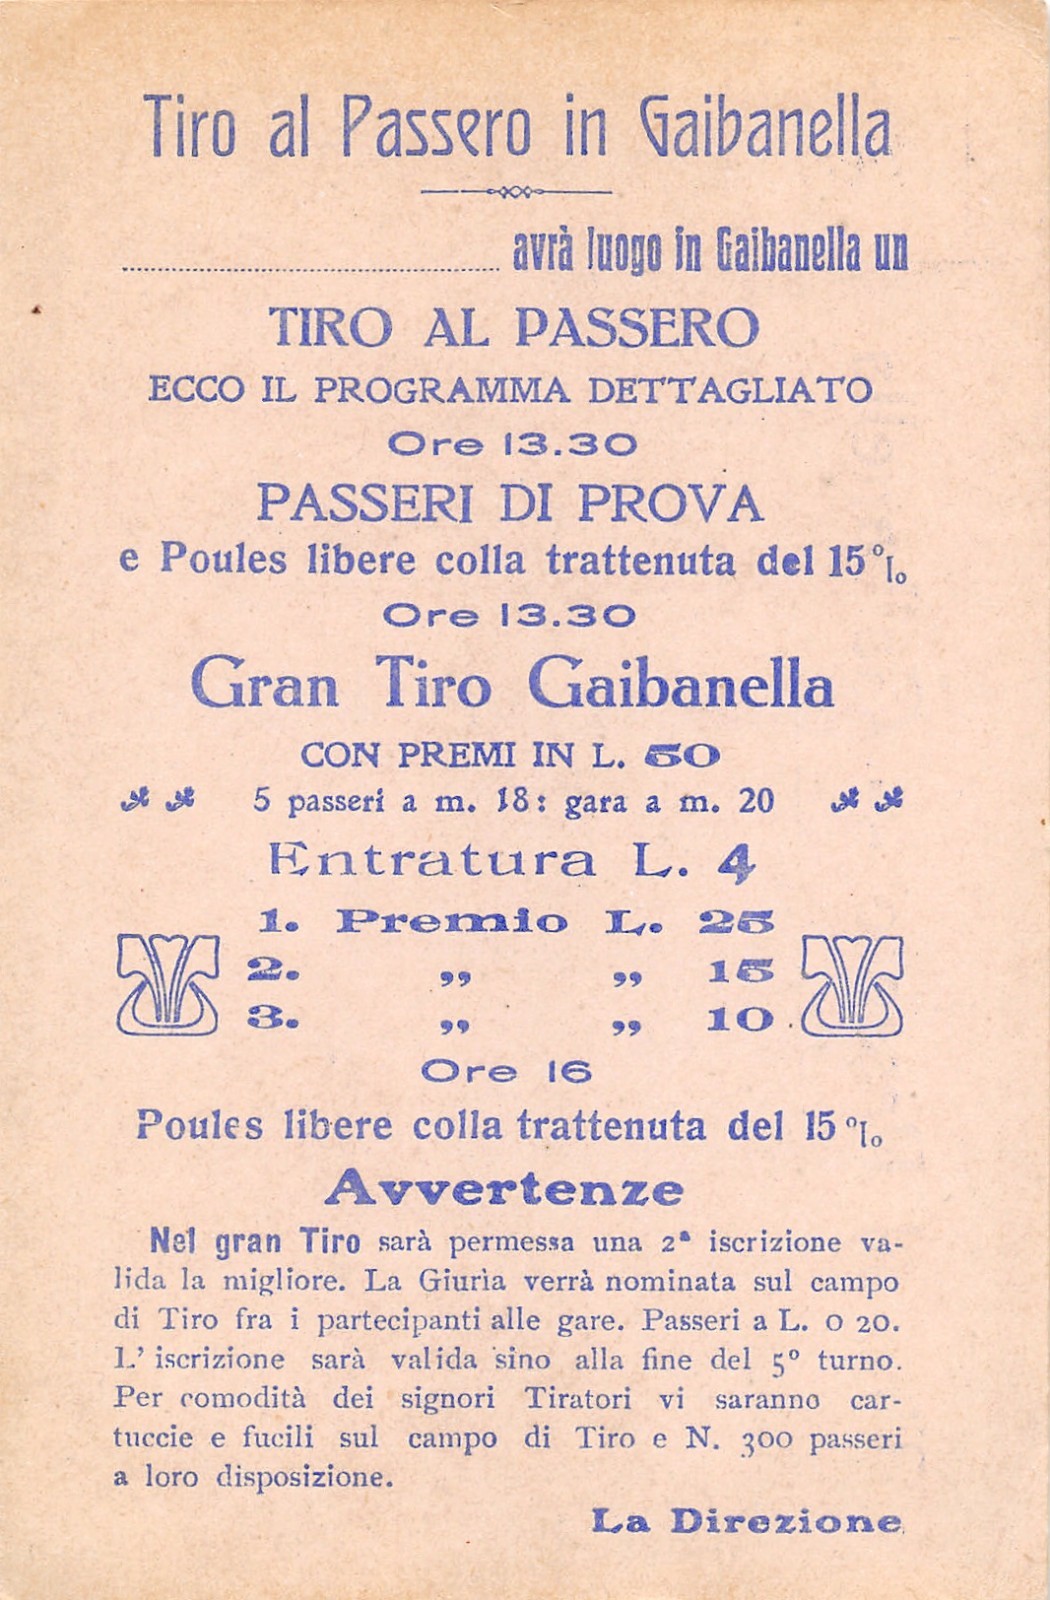 Tiro al Passero in Gaibanella
........................................ avrà luogo in Gaibanella un
TIRO AL PASSERO
ECCO IL PROGRAMMA DETTAGLIATO
Ore 13.30
PASSERI DI PROVA
e Poules libere colla trattenuta del 15 %
Ore 13.30
Gran Tiro Gaibanella
CON PREMI IN L. 50
5 passeri a m. 18: gara a m. 20
Entratura L. 4
1. Premio L. 25
2. „ „ 15
3. „ „ 10
Ore 16
Poules libere colla trattenuta del 15 %
Avvertenze
Nel gran Tiro sarà permessa una 2ª iscrizione va-
lida la migliore. La Giuria verrà nominata sul campo
di Tiro fra i partecipanti alle gare. Passeri a L. 0 20.
L' iscrizione sarà valida sino alla fine del 5º turno.
Per comodità dei signori Tiratori vi saranno car-
tuccie e fucili sul campo di Tiro e N. 300 passeri
a loro disposizione.
La Direzione